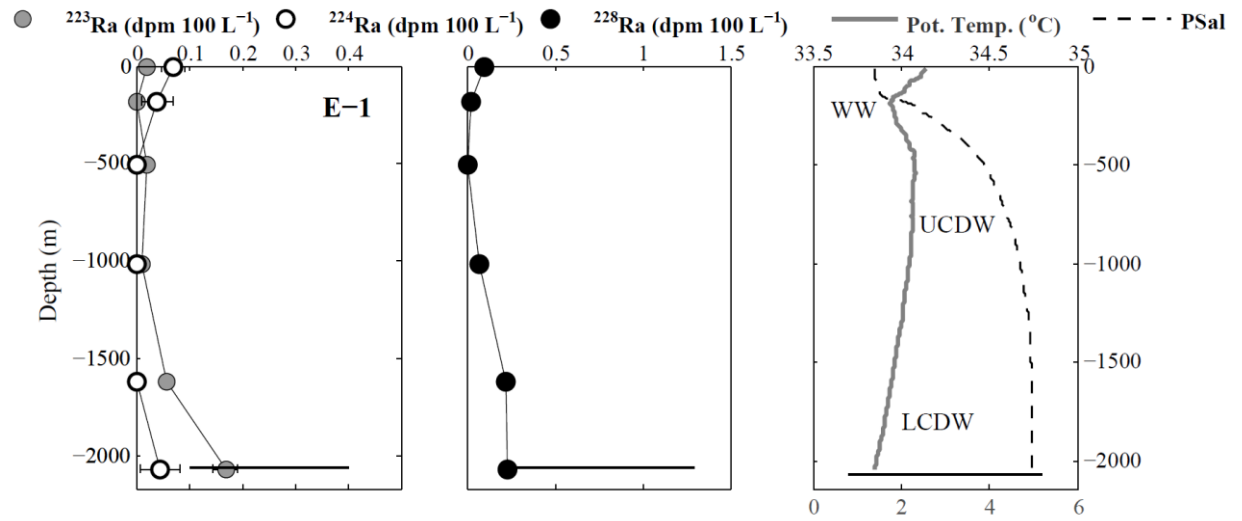 ²²³Ra (dpm 100 L⁻¹) ²²⁴Ra (dpm 100 L⁻¹) ²²⁸Ra (dpm 100 L⁻¹) Pot. Temp. (°C) PSal
0 0.1 0.2 0.3 0.4 0 0.5 1 1.5 33.5 34 34.5 35
0 0
E−1 WW
−500 −500
UCDW
Depth (m)
−1000 −1000
−1500 −1500
LCDW
−2000 −2000
0 2 4 6